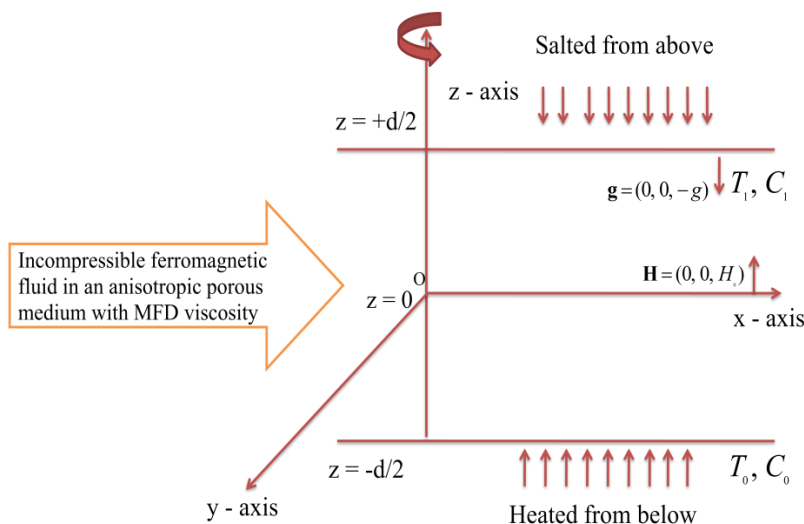 Salted from above
z - axis
z = +d/2
g = (0, 0, -g)
T₁, C₁
Incompressible ferromagnetic
fluid in an anisotropic porous
medium with MFD viscosity
O
H = (0, 0, Hₒ)
z = 0
x - axis
z = -d/2
T₀, C₀
y - axis
Heated from below